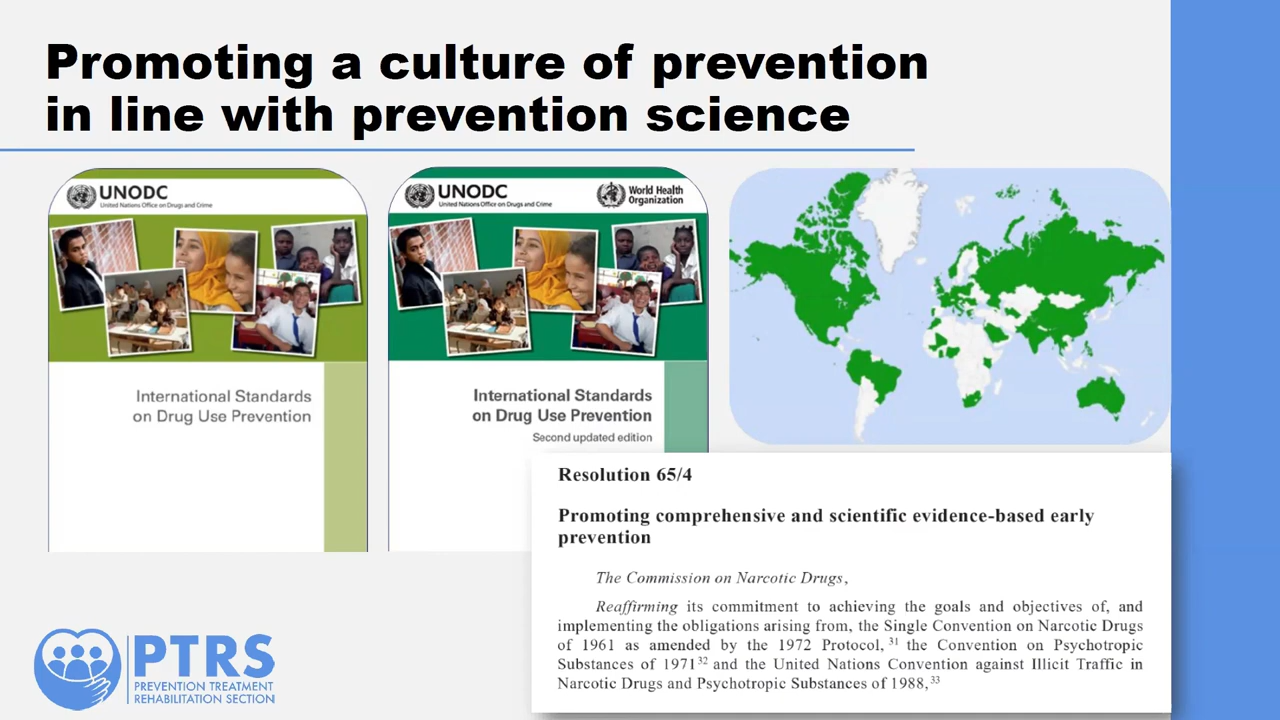 Promoting a culture of prevention
in line with prevention science
UNODC
United Nations Office on Drugs and Crime
International Standards
on Drug Use Prevention
UNODC
United Nations Office on Drugs and Crime
World Health
Organization
International Standards
on Drug Use Prevention
Second updated edition
Resolution 65/4
Promoting comprehensive and scientific evidence-based early
prevention
The Commission on Narcotic Drugs,
Reaffirming its commitment to achieving the goals and objectives of, and
implementing the obligations arising from, the Single Convention on Narcotic Drugs
of 1961 as amended by the 1972 Protocol, 31 the Convention on Psychotropic
Substances of 1971 32 and the United Nations Convention against Illicit Traffic in
Narcotic Drugs and Psychotropic Substances of 1988, 33
PTRS
PREVENTION TREATMENT
REHABILITATION SECTION